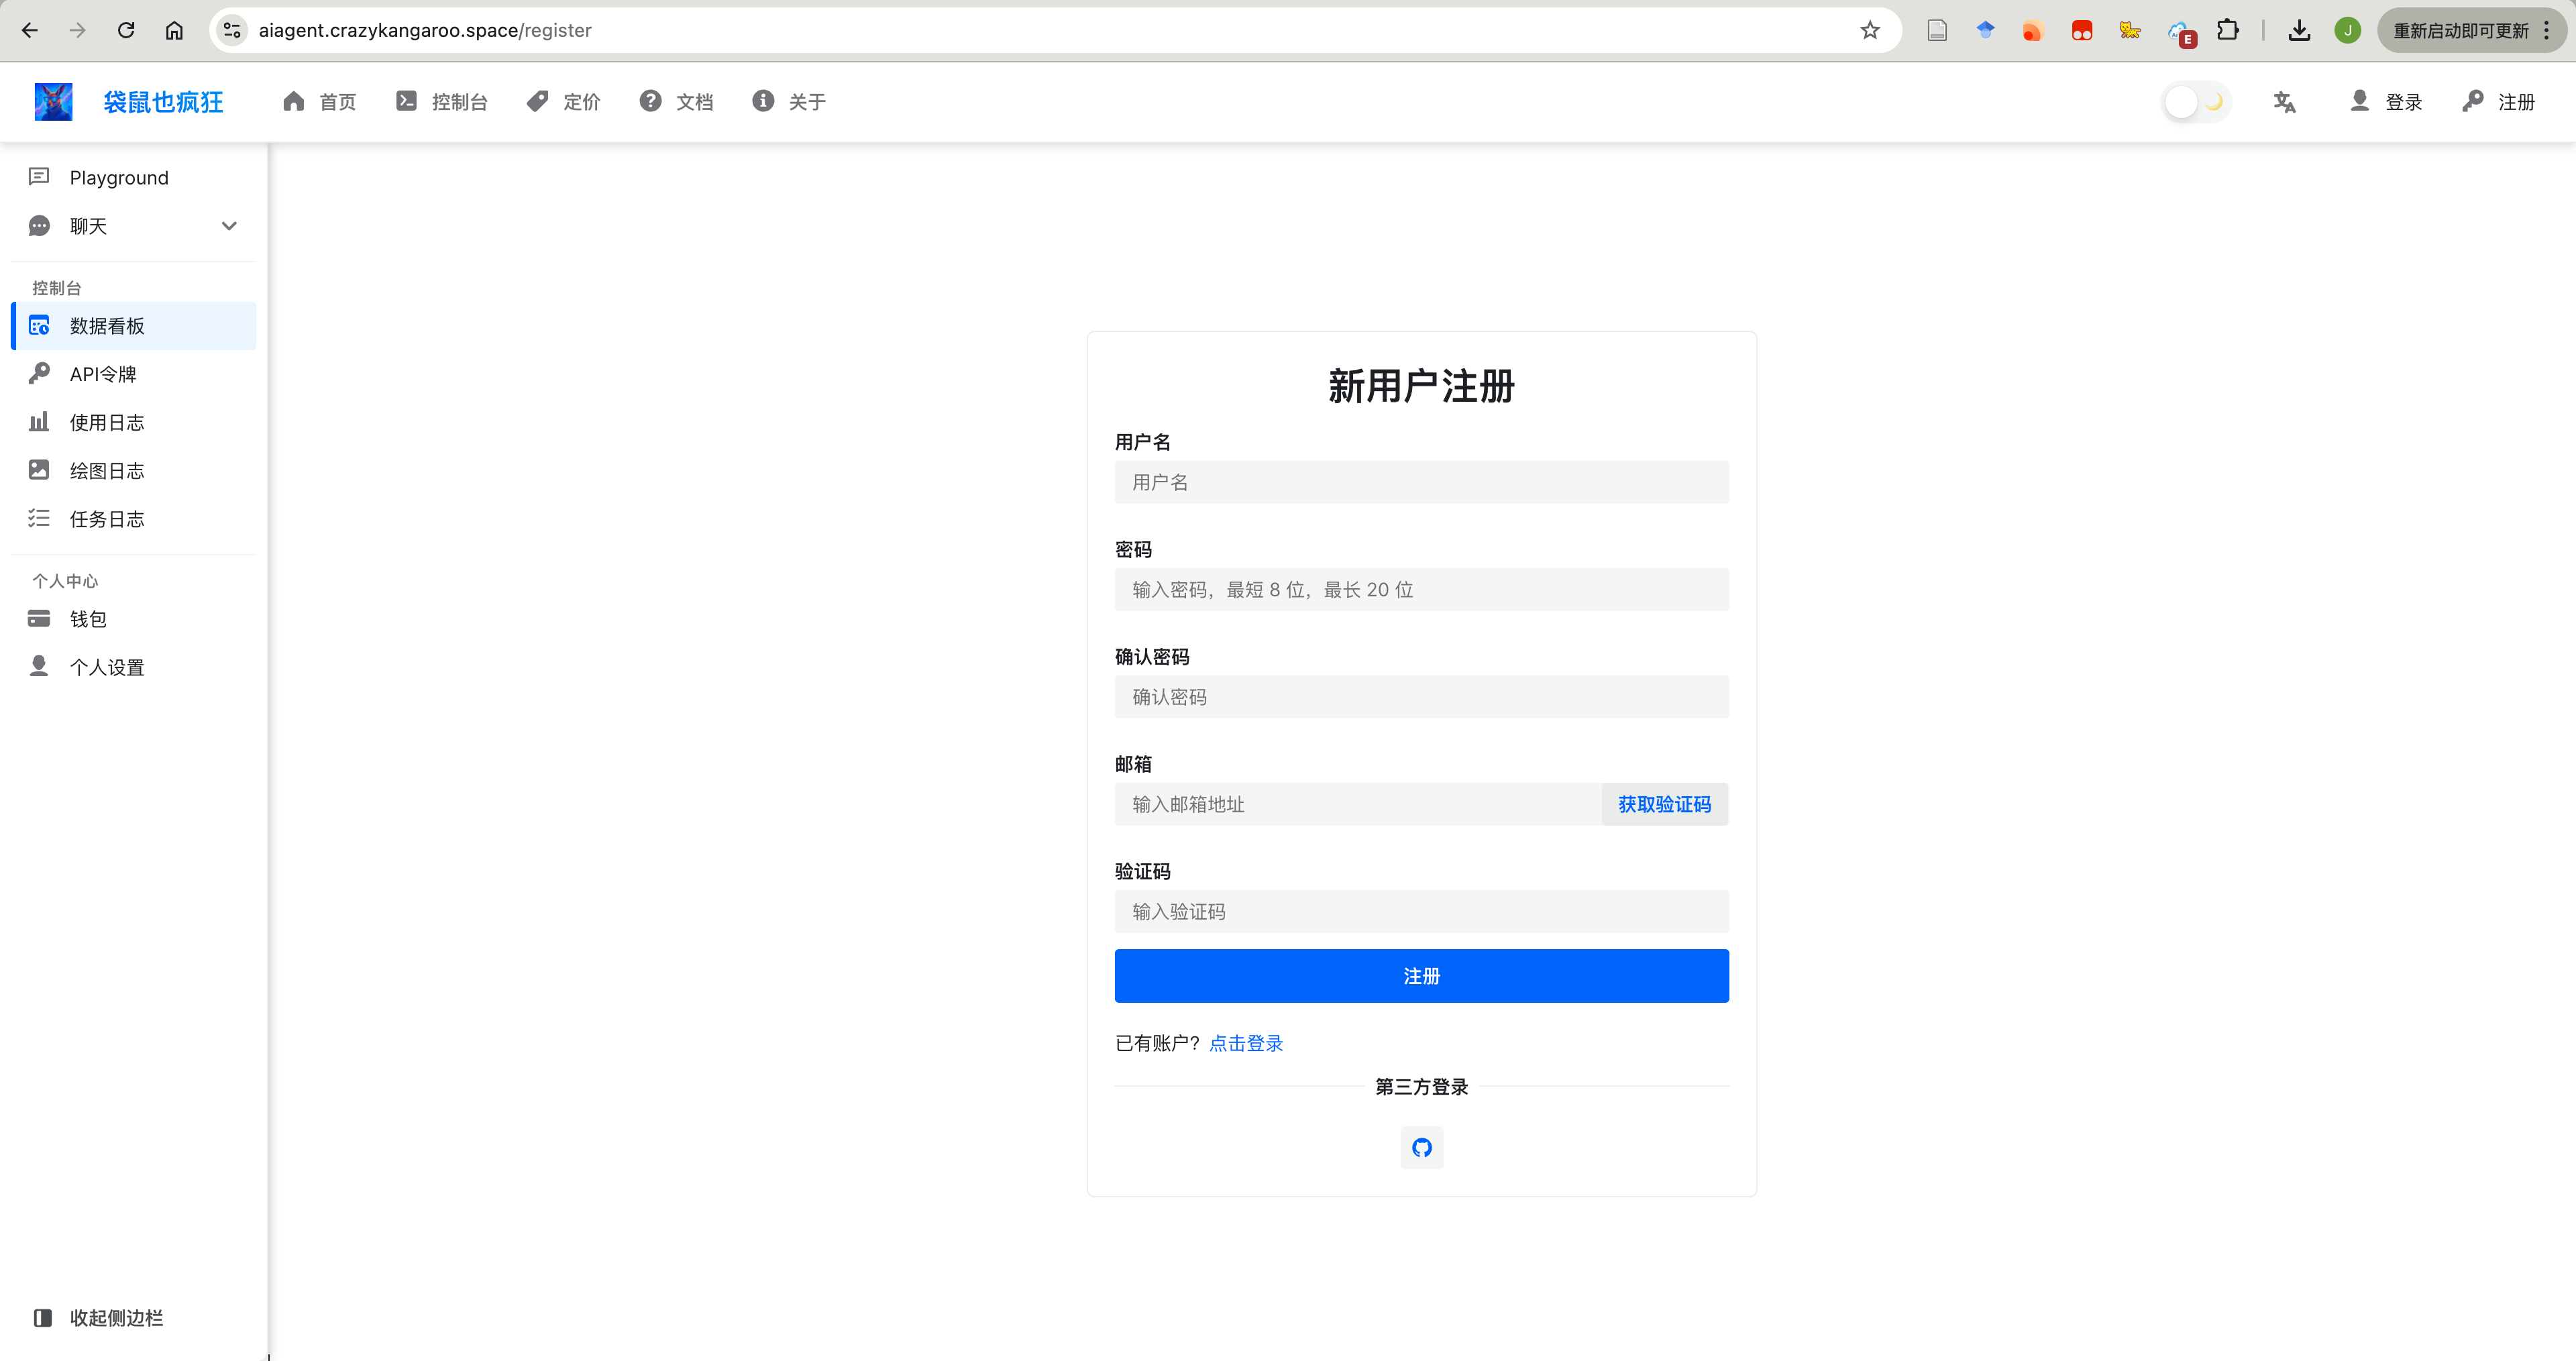 aiagent.crazykangaroo.space/register
E
J
重新启动即可更新
袋鼠也疯狂
首页
控制台
定价
文档
关于
登录
注册
Playground
聊天
控制台
数据看板
API令牌
使用日志
绘图日志
任务日志
个人中心
钱包
个人设置
收起侧边栏
新用户注册
用户名
用户名
密码
输入密码，最短 8 位，最长 20 位
确认密码
确认密码
邮箱
输入邮箱地址
获取验证码
验证码
输入验证码
注册
已有账户？ 点击登录
第三方登录